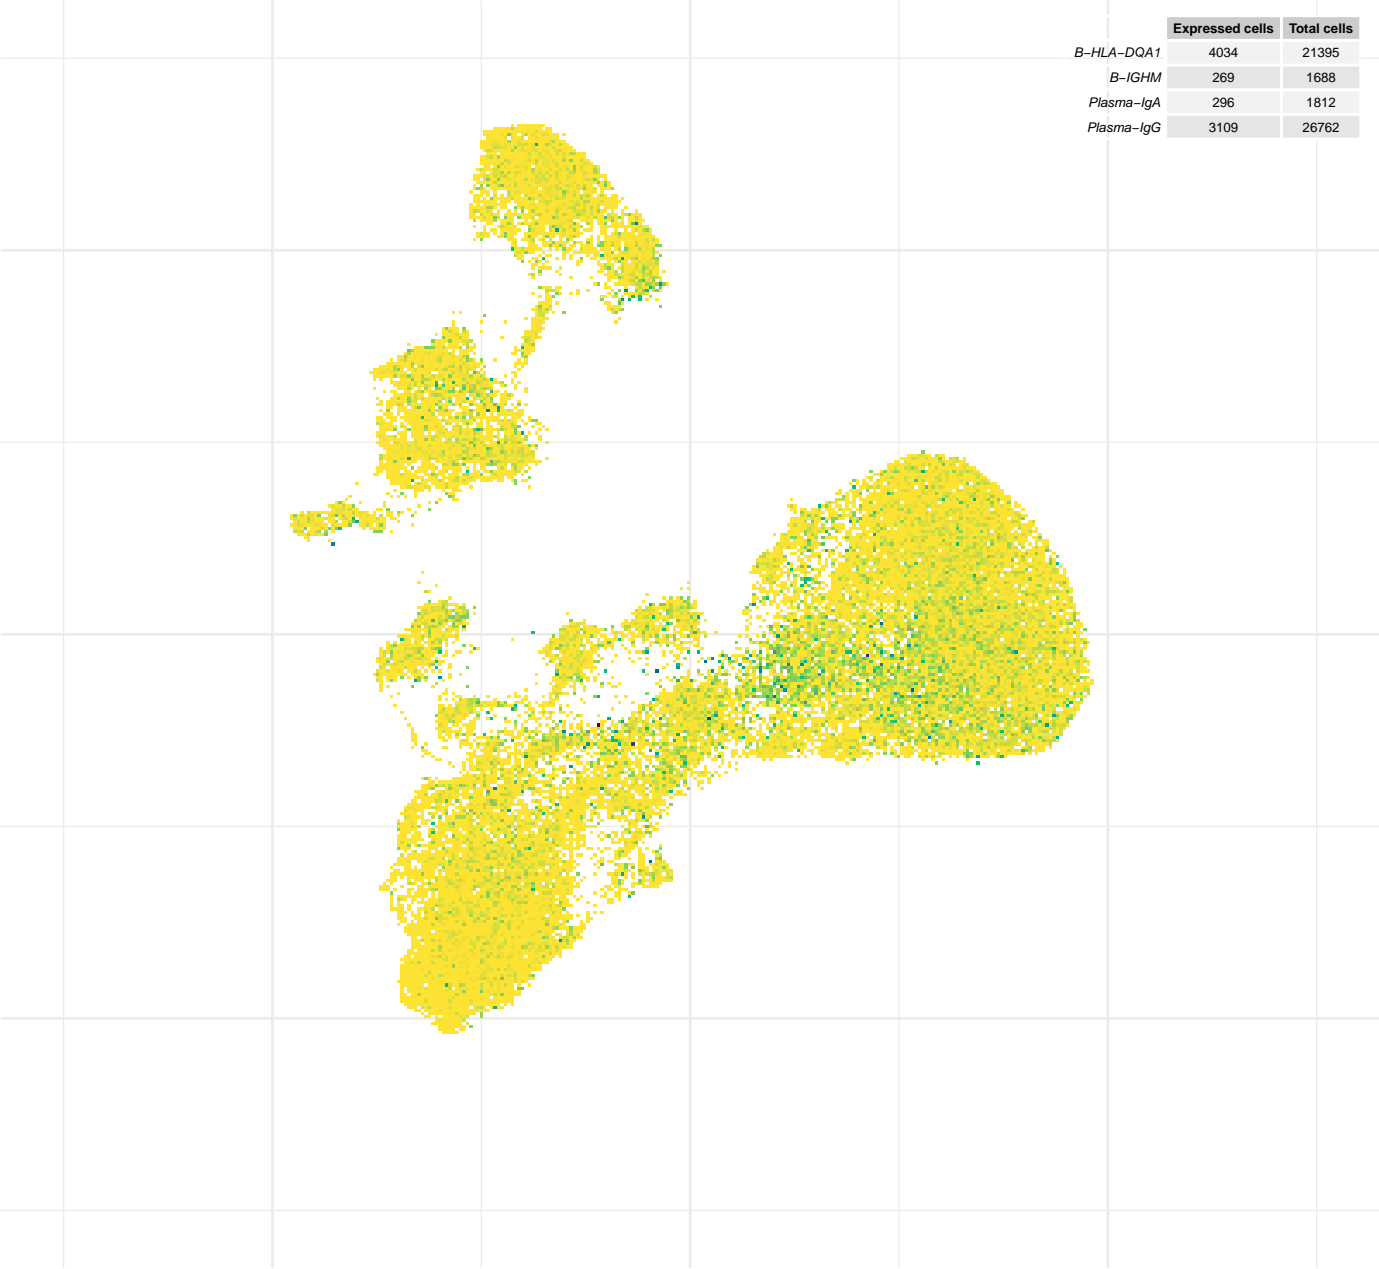 Expressed cells Total cells
B−HLA−DQA1 4034 21395
B−IGHM 269 1688
Plasma−IgA 296 1812
Plasma−IgG 3109 26762